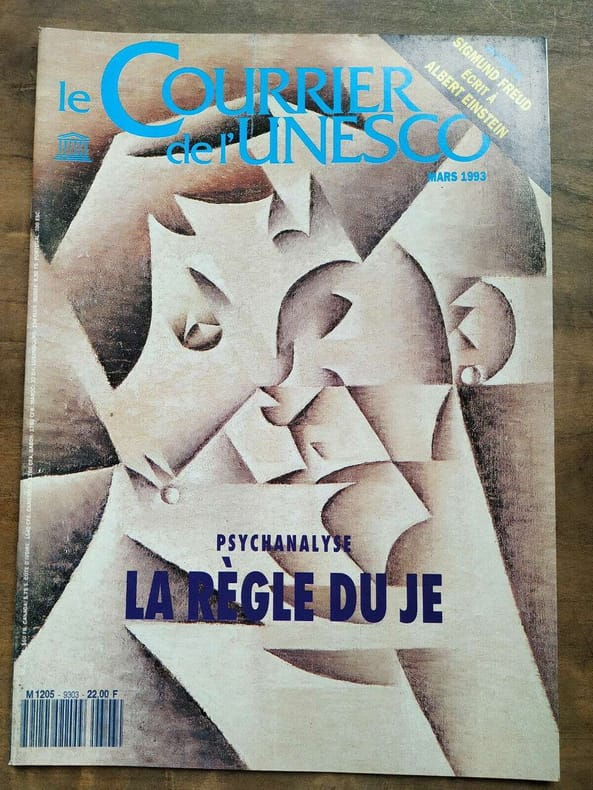 le COURRIER
de l'UNESCO
MARS 1993
SIGMUND FREUD
ÉCRIT À
ALBERT EINSTEIN
PSYCHANALYSE
LA RÈGLE DU JE
M 1205 - 9303 - 22.00 F